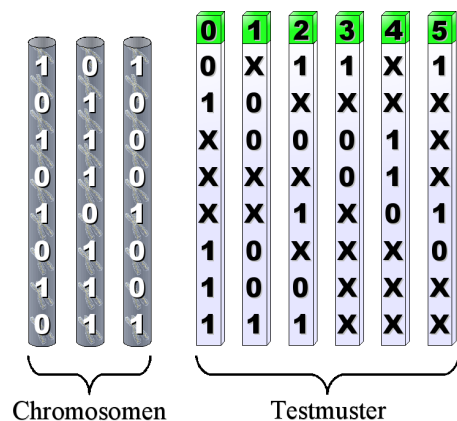 0 1 2 3 4 5
1 0 1 0 X 1 1 X 1
0 1 0 1 0 X X X X
1 1 0 X 0 0 0 1 X
0 1 0 X X X 0 1 X
1 0 1 X X 1 X 0 1
0 1 1 1 0 X X X 0
1 1 0 1 0 0 X X X
0 1 1 1 1 1 X X X
Chromosomen Testmuster